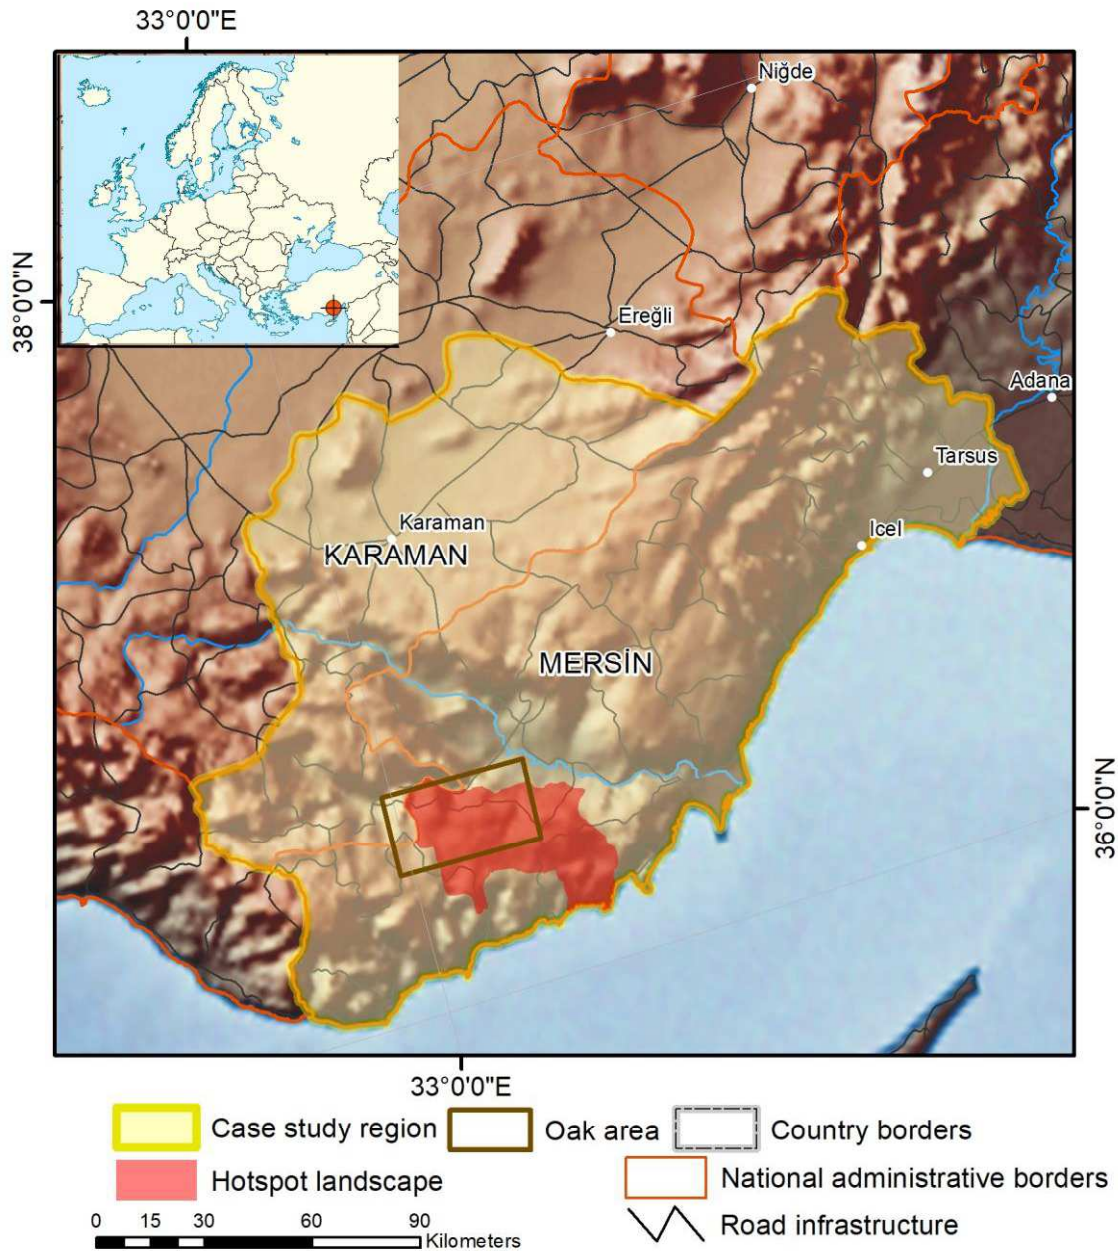 33°0'0"E
Niğde
38°0'0"N
Ereğli
Adana
Tarsus
Karaman
KARAMAN
Icel
MERSİN
36°0'0"N
33°0'0"E
Case study region
Oak area
Country borders
Hotspot landscape
National administrative borders
0 15 30 60 90
Kilometers
Road infrastructure